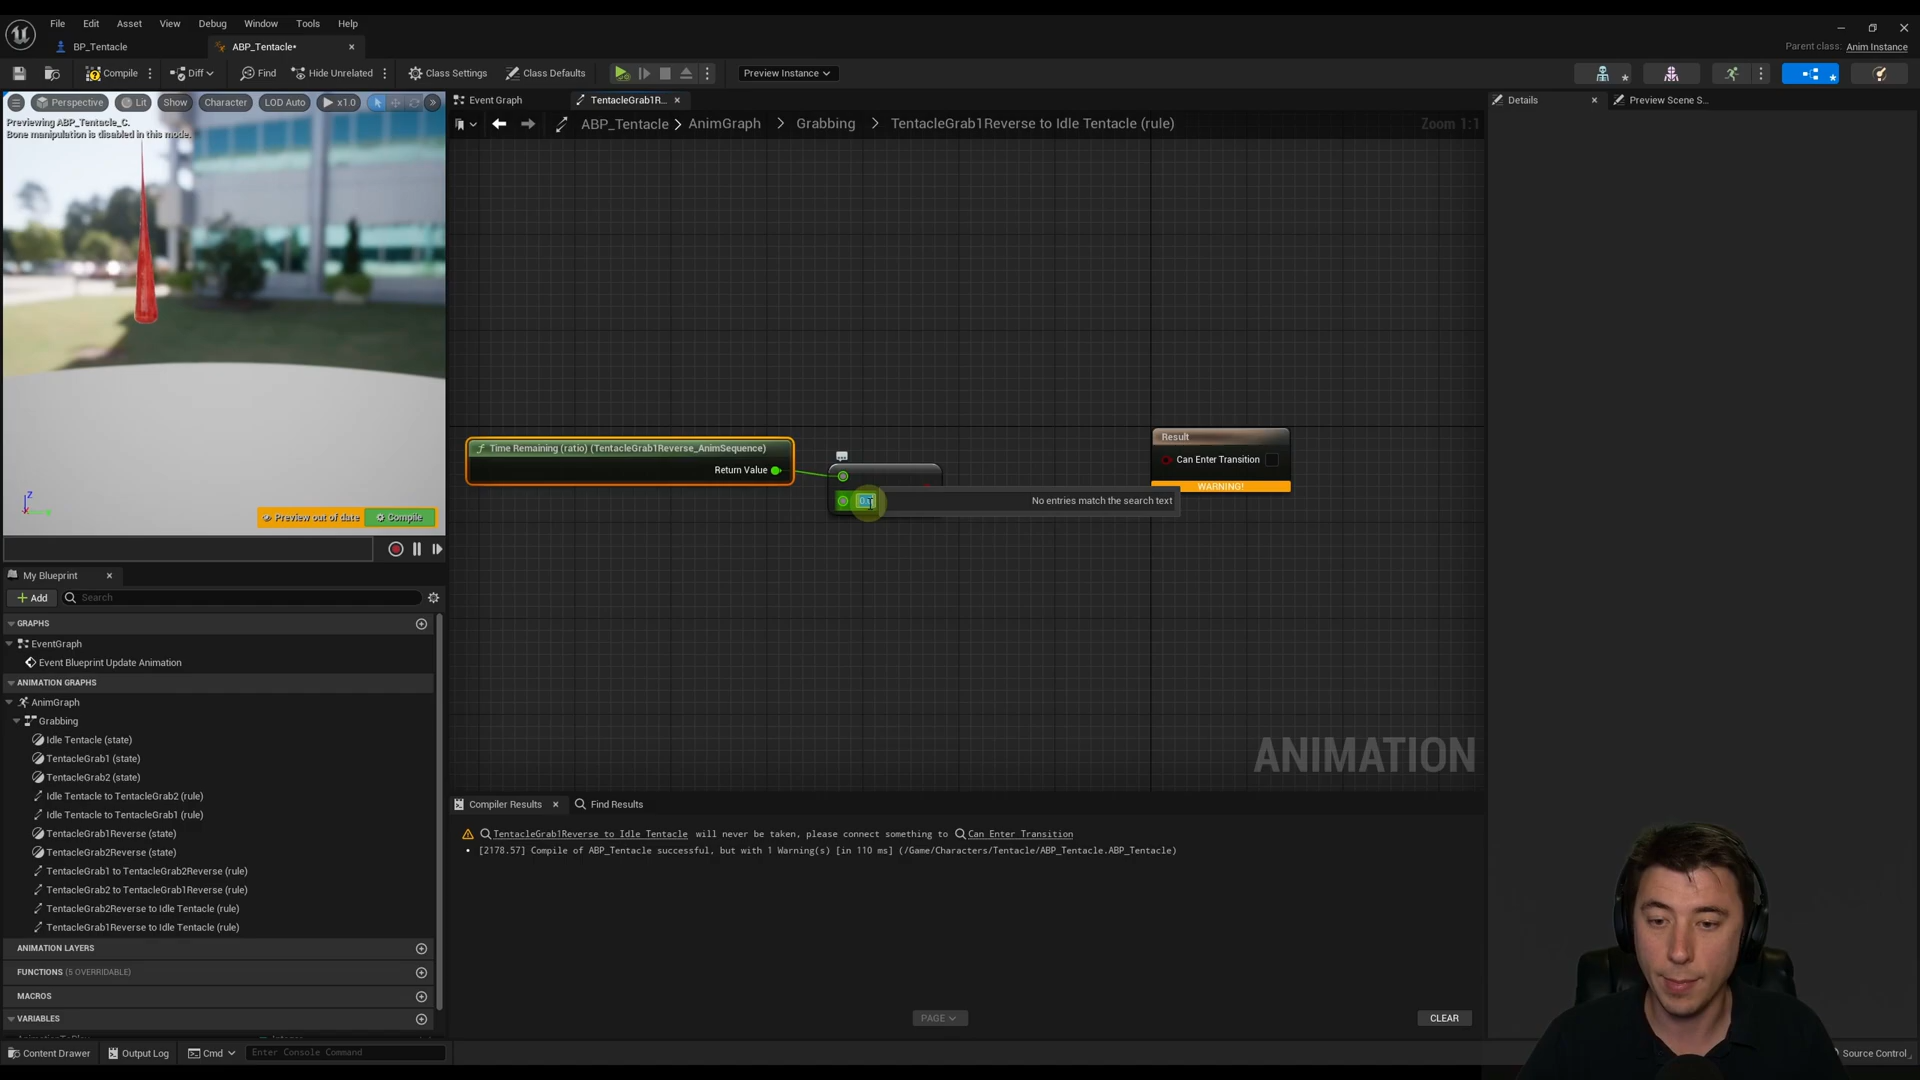 File Edit Asset View Debug Window Tools Help
BP_Tentacle
ABP_Tentacle•
Parent class: Anim Instance
Compile Diff Find Hide Unrelated Class Settings Class Defaults Preview Instance
Perspective Lit Show Character LOD Auto x1.0
Previewing ABP_Tentacle_C.
Bone manipulation is disabled in this mode.
Z
Preview out of date Compile
Event Graph
TentacleGrab1R...
ABP_Tentacle > AnimGraph > Grabbing > TentacleGrab1Reverse to Idle Tentacle (rule)
Zoom 1:1
Time Remaining (ratio) (TentacleGrab1Reverse_AnimSequence)
Return Value
No entries match the search text
Result
Can Enter Transition
WARNING!
ANIMATION
Details
Preview Scene S...
My Blueprint
Add
Search
GRAPHS
EventGraph
Event Blueprint Update Animation
ANIMATION GRAPHS
AnimGraph
Grabbing
Idle Tentacle (state)
TentacleGrab1 (state)
TentacleGrab2 (state)
Idle Tentacle to TentacleGrab2 (rule)
Idle Tentacle to TentacleGrab1 (rule)
TentacleGrab1Reverse (state)
TentacleGrab2Reverse (state)
TentacleGrab1 to TentacleGrab2Reverse (rule)
TentacleGrab2 to TentacleGrab1Reverse (rule)
TentacleGrab2Reverse to Idle Tentacle (rule)
TentacleGrab1Reverse to Idle Tentacle (rule)
ANIMATION LAYERS
FUNCTIONS (5 OVERRIDABLE)
MACROS
VARIABLES
Compiler Results
Find Results
TentacleGrab1Reverse to Idle Tentacle will never be taken, please connect something to Can Enter Transition
• [2178.57] Compile of ABP_Tentacle successful, but with 1 Warning(s) [in 110 ms] (/Game/Characters/Tentacle/ABP_Tentacle.ABP_Tentacle)
PAGE
CLEAR
Content Drawer Output Log Cmd Enter Console Command
Source Control